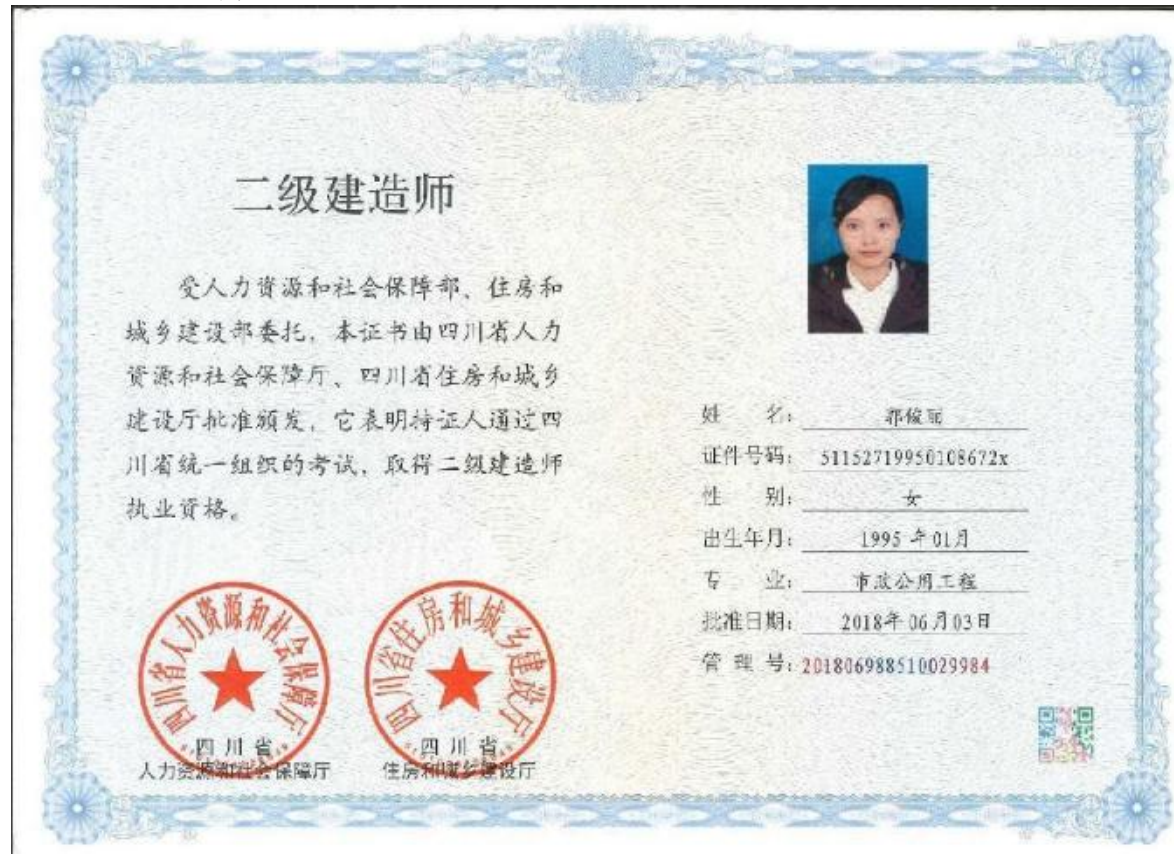 二级建造师
受人力资源和社会保障部、住房和
城乡建设部委托,本证书由四川省人力
资源和社会保障厅、四川省住房和城乡
建设厅批准颁发,它表明持证人通过四
川省统一组织的考试,取得二级建造师
执业资格。
四川省人力资源和社会保障厅
四川省住房和城乡建设厅
四川省
人力资源和社会保障厅
四川省
住房和城乡建设厅
姓 名: 俊丽
证件号码: 51152719950108672x
性 别: 女
出生年月: 1995年01月
专 业: 市政公用工程
批准日期: 2018年06月03日
管 理 号: 201806988510029984